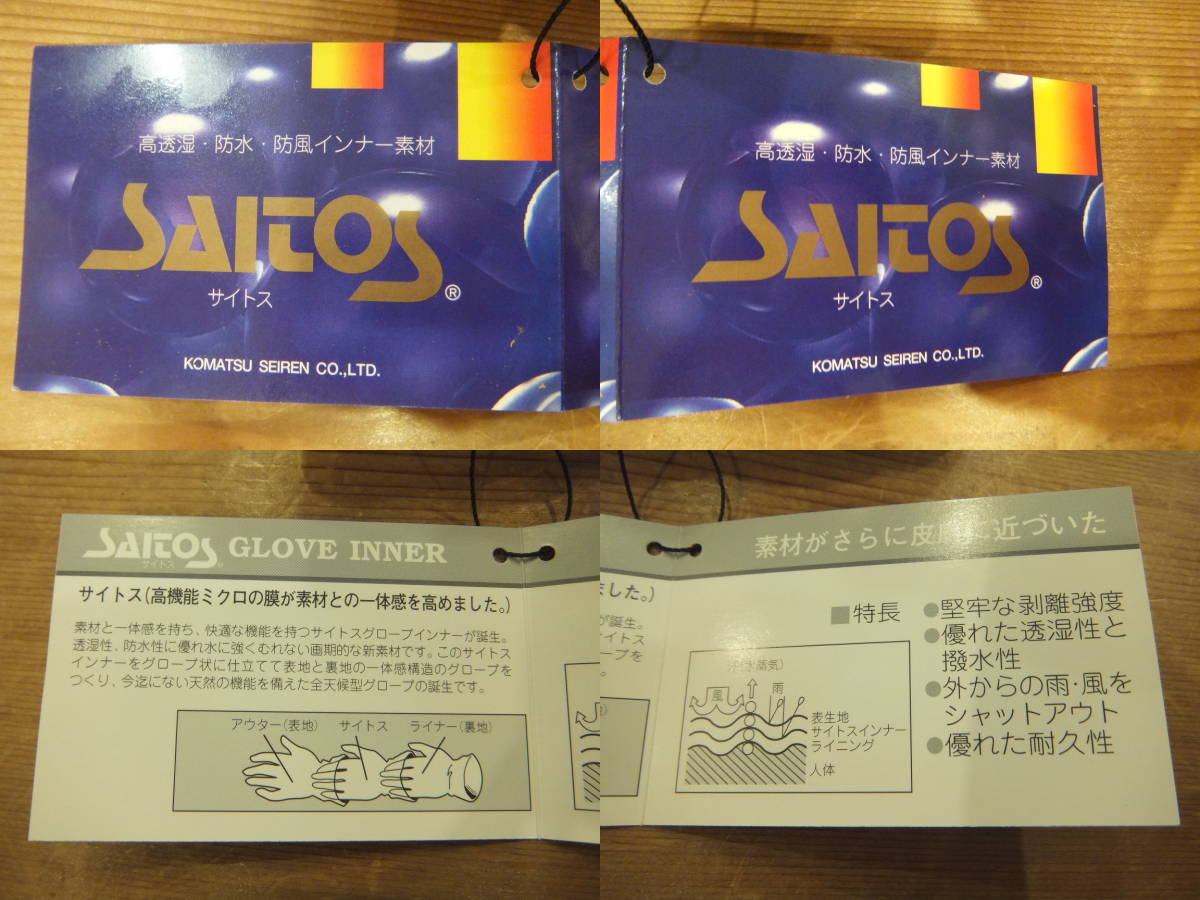 高透湿・防水・防風インナー素材
SAITOS
サイトス
®
KOMATSU SEIREN CO.,LTD.
高透湿・防水・防風インナー素材
SAITOS
サイトス
®
KOMATSU SEIREN CO.,LTD.
SAITOS GLOVE INNER
サイトス
サイトス(高機能ミクロの膜が素材との一体感を高めました。)
素材と一体感を持ち、快適な機能を持つサイトスグローブインナーが誕生。
透湿性、防水性に優れ水に強くむれない画期的な新素材です。このサイトス
インナーをグローブ状に仕立てて表地と裏地の一体感構造のグローブを
つくり、今迄にない天然の機能を備えた全天候型グローブの誕生です。
アウター(表地) サイトス ライナー(裏地)
素材がさらに皮膚に近づいた
ました。)
が誕生。
サイトス
ーブを
■特長
●堅牢な剥離強度
●優れた透湿性と
撥水性
●外からの雨・風を
シャットアウト
●優れた耐久性
汗(水蒸気)
風
雨
表生地
サイトスインナー
ライニング
人体